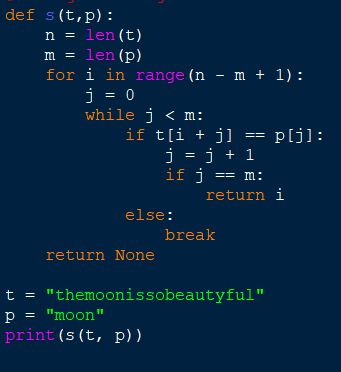 def s(t,p):
    n = len(t)
    m = len(p)
    for i in range(n - m + 1):
        j = 0
        while j < m:
            if t[i + j] == p[j]:
                j = j + 1
                if j == m:
                    return i
            else:
                break
    return None

t = "themoonissobeautyful"
p = "moon"
print(s(t, p))